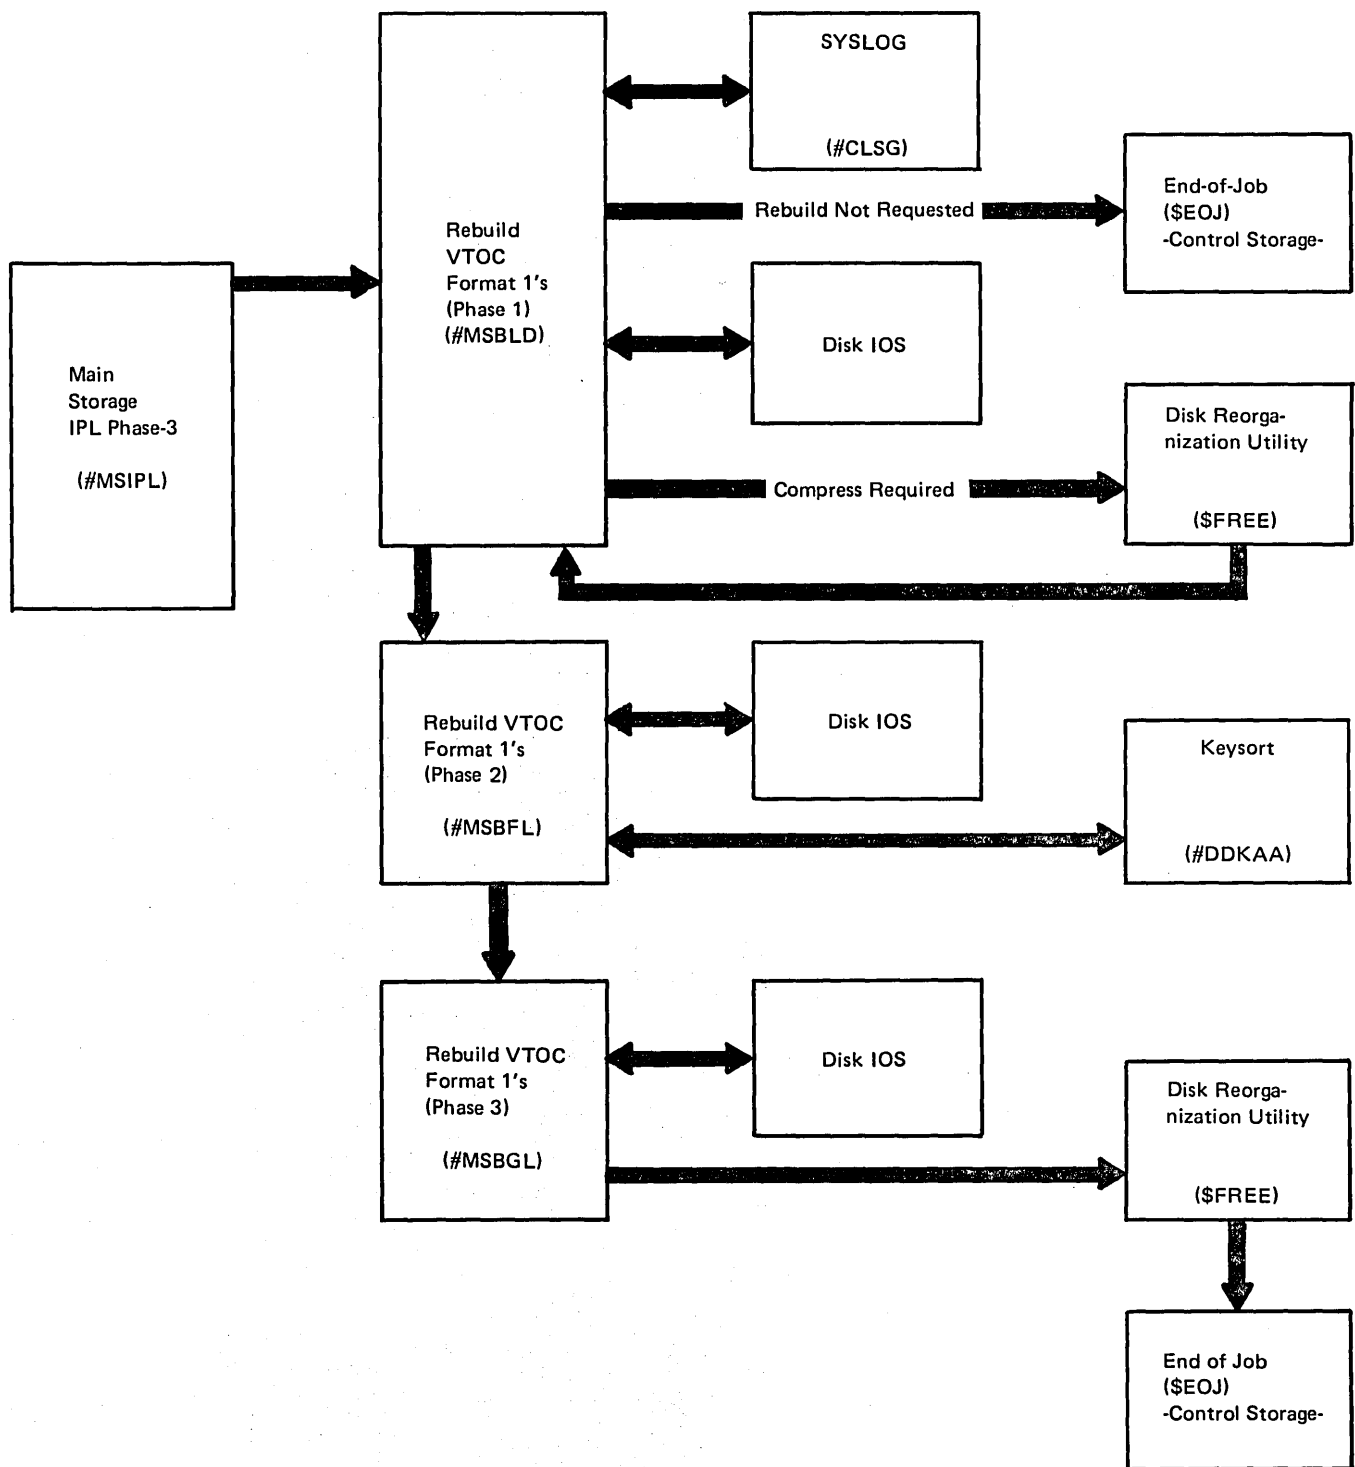 SYSLOG
(#CLSG)
Rebuild Not Requested
End-of-Job
($EOJ)
-Control Storage-
Rebuild
VTOC
Format 1's
(Phase 1)
(#MSBLD)
Main
Storage
IPL Phase-3
(#MSIPL)
Disk IOS
Disk Reorga-
nization Utility
($FREE)
Compress Required
Rebuild VTOC
Format 1's
(Phase 2)
(#MSBFL)
Disk IOS
Keysort
(#DDKAA)
Rebuild VTOC
Format 1's
(Phase 3)
(#MSBGL)
Disk IOS
Disk Reorga-
nization Utility
($FREE)
End of Job
($EOJ)
-Control Storage-